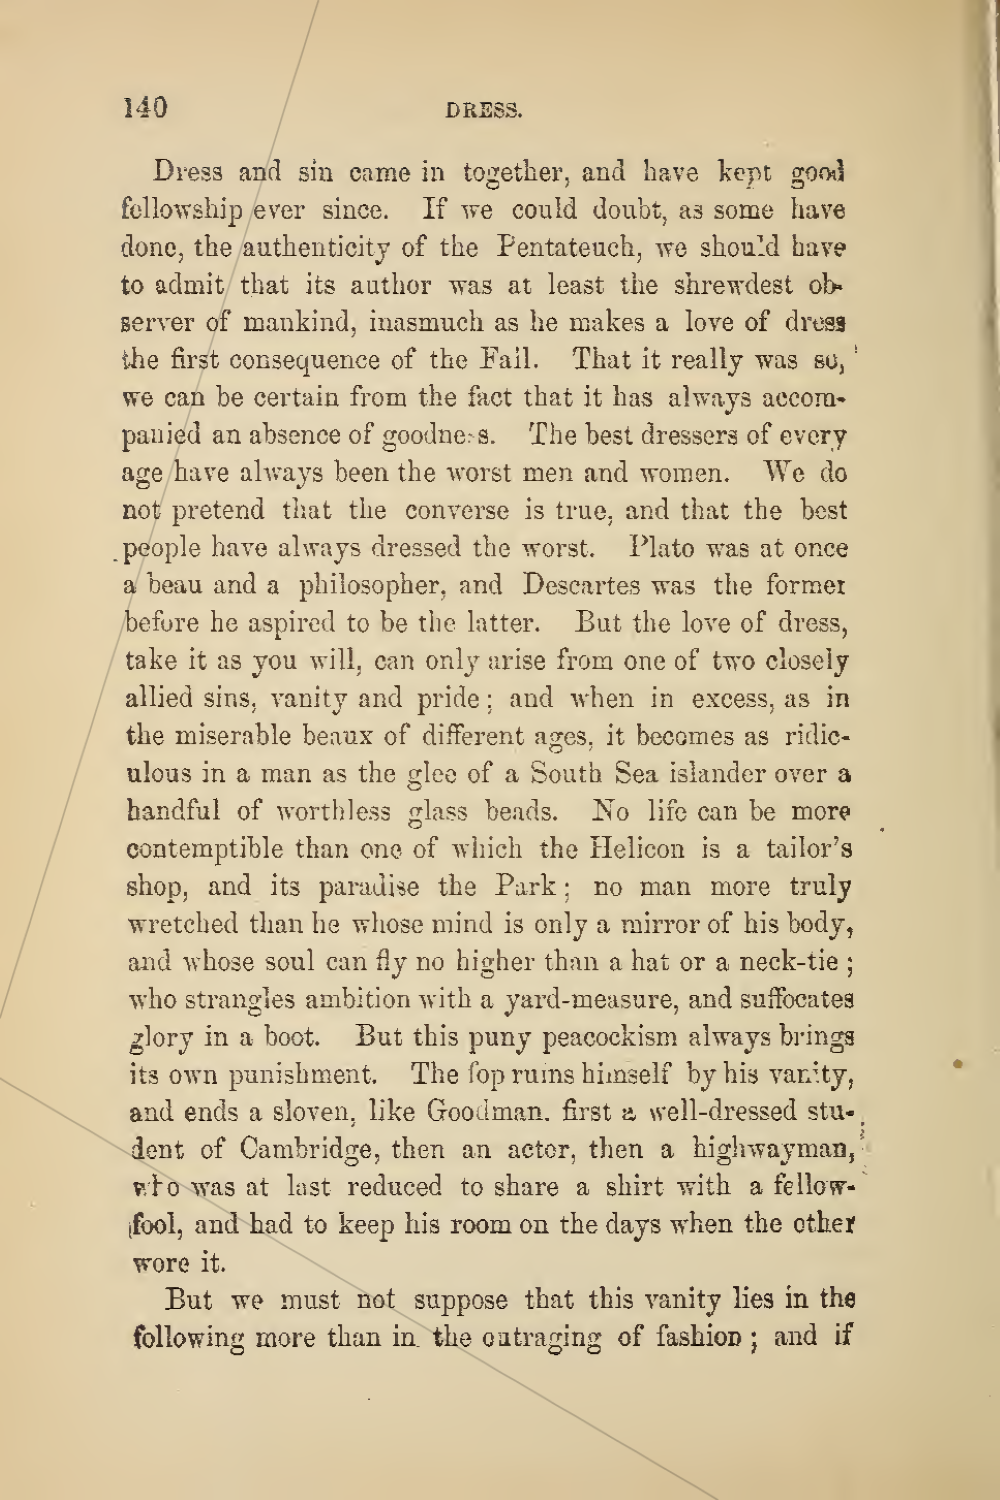 140 DRESS.
Dress and sin came in together, and have kept good
fellowship ever since. If we could doubt, as some have
done, the authenticity of the Pentateuch, we should have
to admit that its author was at least the shrewdest ob-
server of mankind, inasmuch as he makes a love of dress
the first consequence of the Fall. That it really was so,
we can be certain from the fact that it has always accom-
panied an absence of goodness. The best dressers of every
age have always been the worst men and women. We do
not pretend that the converse is true, and that the best
people have always dressed the worst. Plato was at once
a beau and a philosopher, and Descartes was the former
before he aspired to be the latter. But the love of dress,
take it as you will, can only arise from one of two closely
allied sins, vanity and pride; and when in excess, as in
the miserable beaux of different ages, it becomes as ridic-
ulous in a man as the glee of a South Sea islander over a
handful of worthless glass beads. No life can be more
contemptible than one of which the Helicon is a tailor's
shop, and its paradise the Park; no man more truly
wretched than he whose mind is only a mirror of his body,
and whose soul can fly no higher than a hat or a neck-tie;
who strangles ambition with a yard-measure, and suffocates
glory in a boot. But this puny peacockism always brings
its own punishment. The fop ruins himself by his vanity,
and ends a sloven, like Goodman, first a well-dressed stu-
dent of Cambridge, then an actor, then a highwayman,
who was at last reduced to share a shirt with a fellow-
fool, and had to keep his room on the days when the other
wore it.
But we must not suppose that this vanity lies in the
following more than in the outraging of fashion; and if